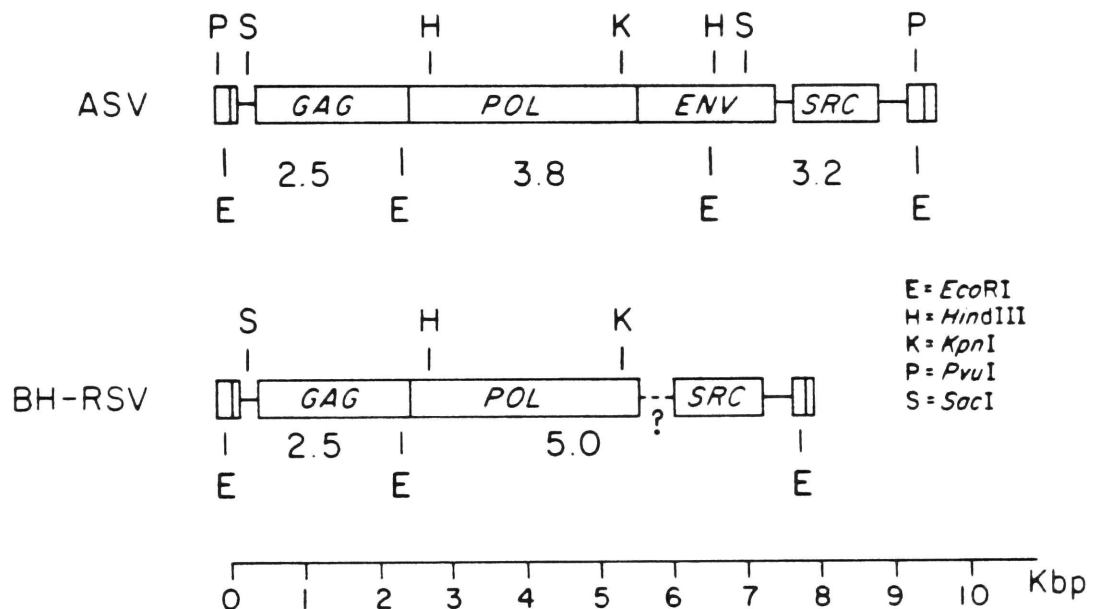 P S H K H S P
ASV GAG POL ENV SRC
2.5 3.8 3.2
E E E E
S H K
BH-RSV GAG POL ? SRC
2.5 5.0
E E E
E = EcoRI
H = HindIII
K = KpnI
P = PvuI
S = SacI
0 1 2 3 4 5 6 7 8 9 10 Kbp